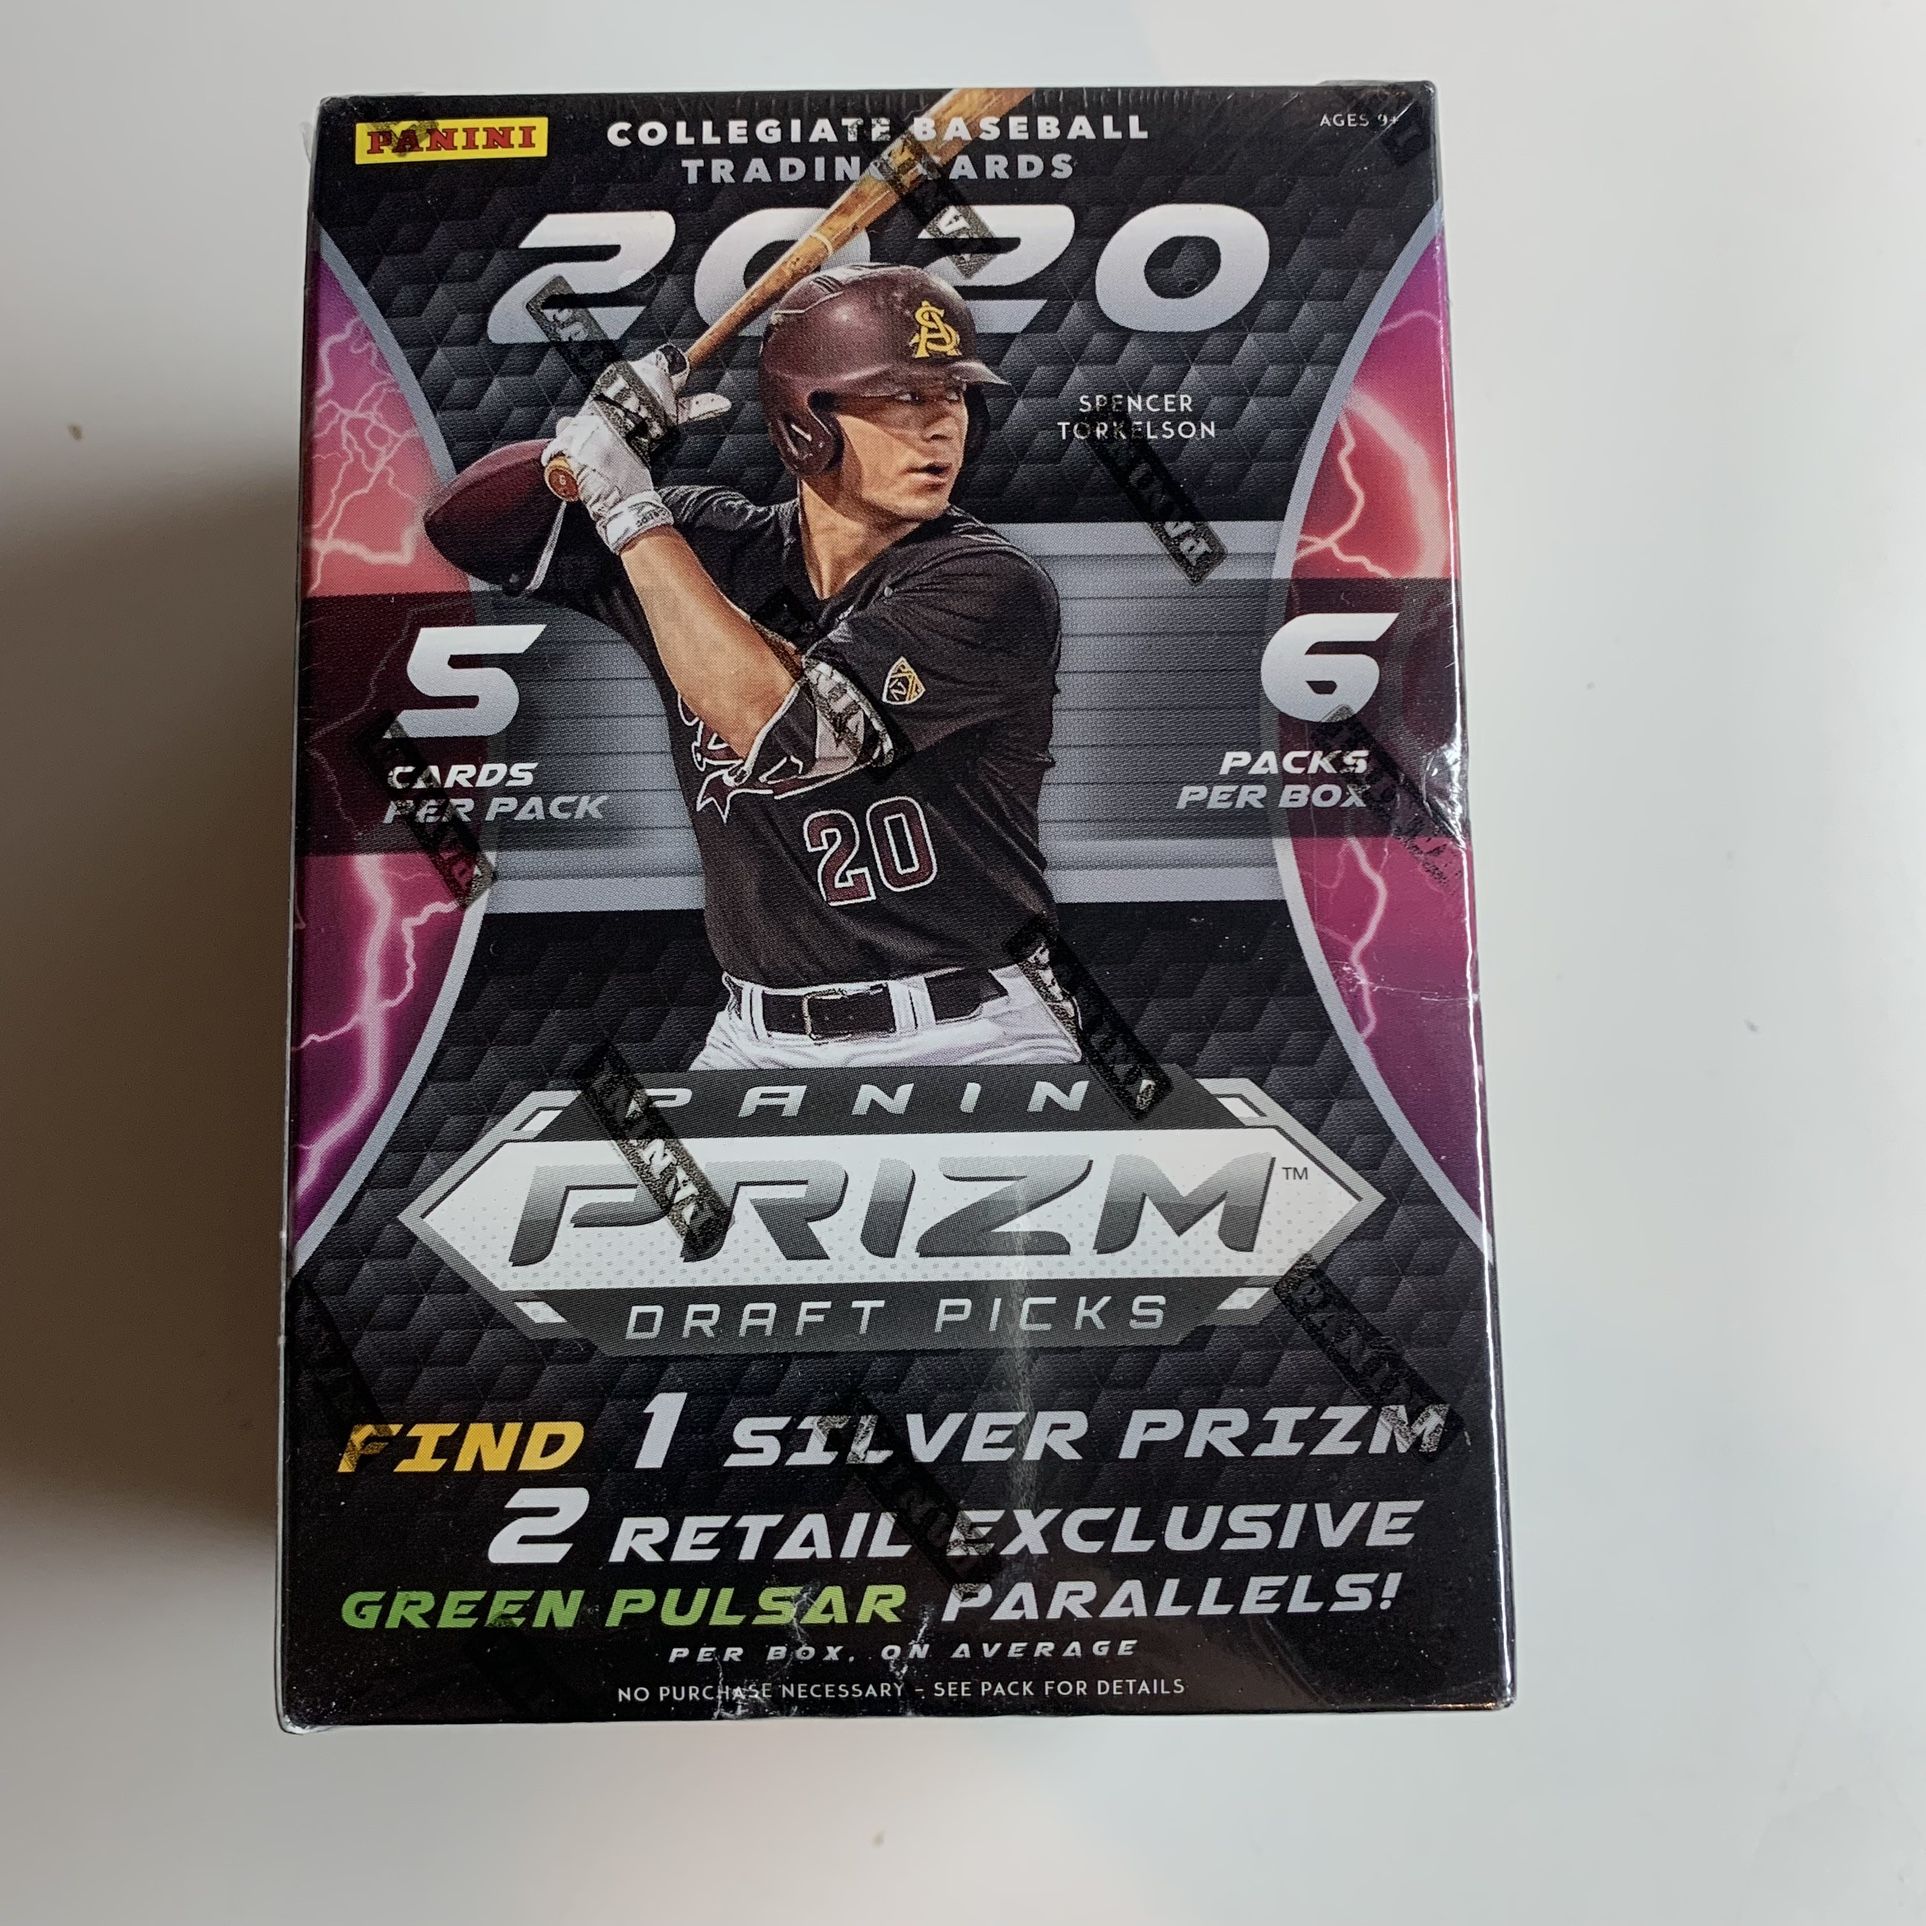 PANINI
COLLEGIATE BASEBALL
TRADING CARDS
AGES 9+
2020
SPENCER
TORKELSON
5
CARDS
PER PACK
6
PACKS
PER BOX
20
PANINI
PRIZM™
DRAFT PICKS
FIND 1 SILVER PRIZM
2 RETAIL EXCLUSIVE
GREEN PULSAR PARALLELS!
PER BOX, ON AVERAGE
NO PURCHASE NECESSARY - SEE PACK FOR DETAILS